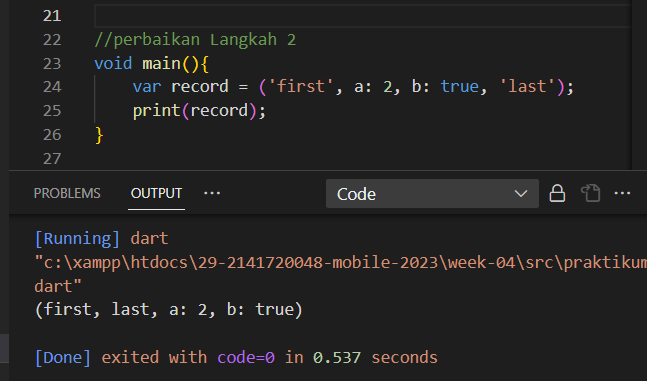 21
22 //perbaikan Langkah 2
23 void main(){
24 var record = ('first', a: 2, b: true, 'last');
25 print(record);
26 }
27
PROBLEMS OUTPUT ··· Code ···
[Running] dart
"c:\xampp\htdocs\29-2141720048-mobile-2023\week-04\src\praktikum
dart"
(first, last, a: 2, b: true)
[Done] exited with code=0 in 0.537 seconds